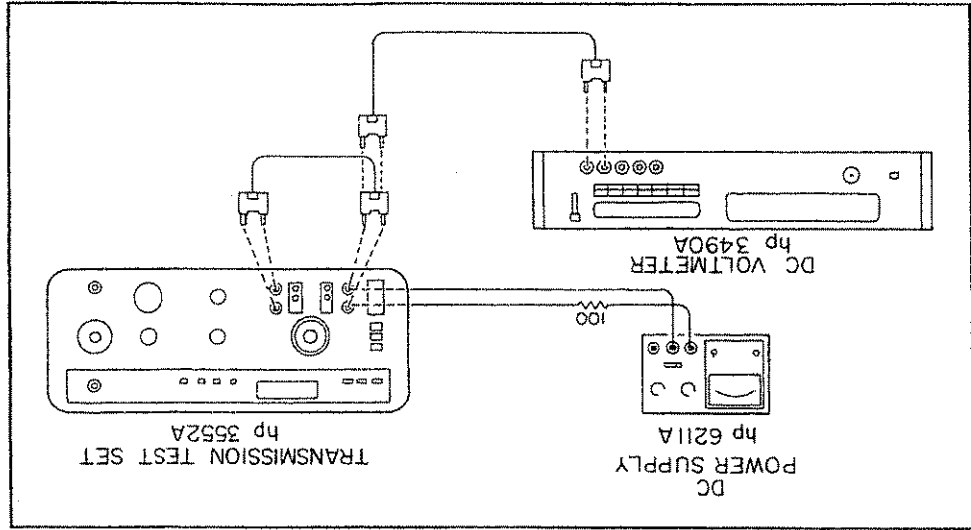 DC
POWER SUPPLY
hp 6211A
100
TRANSMISSION TEST SET
hp 3552A
DC VOLTMETER
hp 3490A